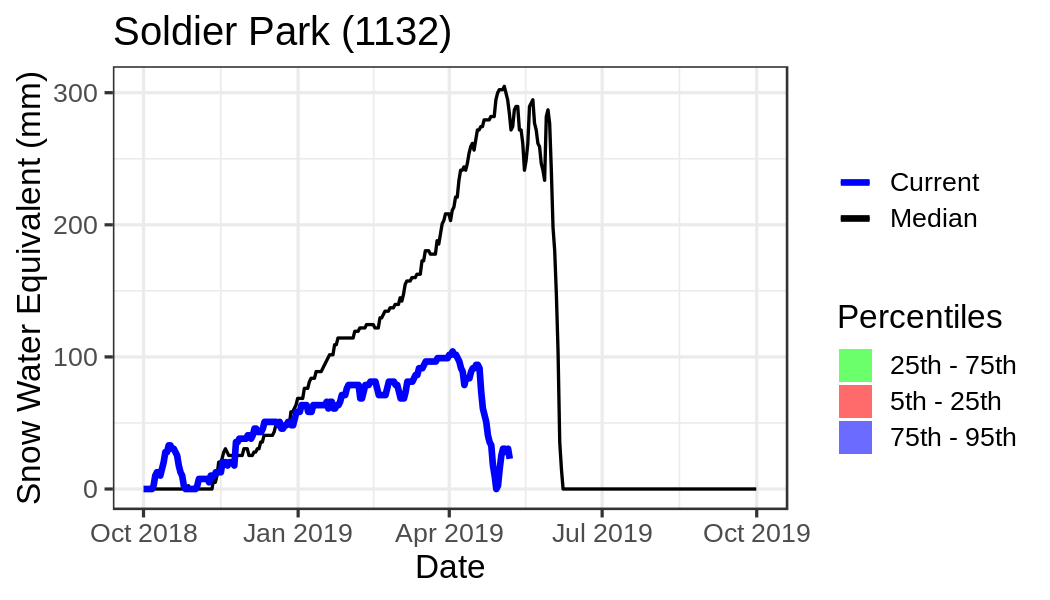 Soldier Park (1132)
Snow Water Equivalent (mm)
300
200
100
0
Oct 2018
Jan 2019
Apr 2019
Jul 2019
Oct 2019
Date
Current
Median
Percentiles
25th - 75th
5th - 25th
75th - 95th